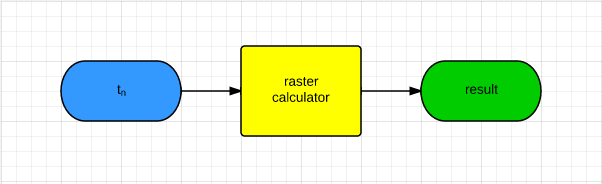 tₙ
raster
calculator
result